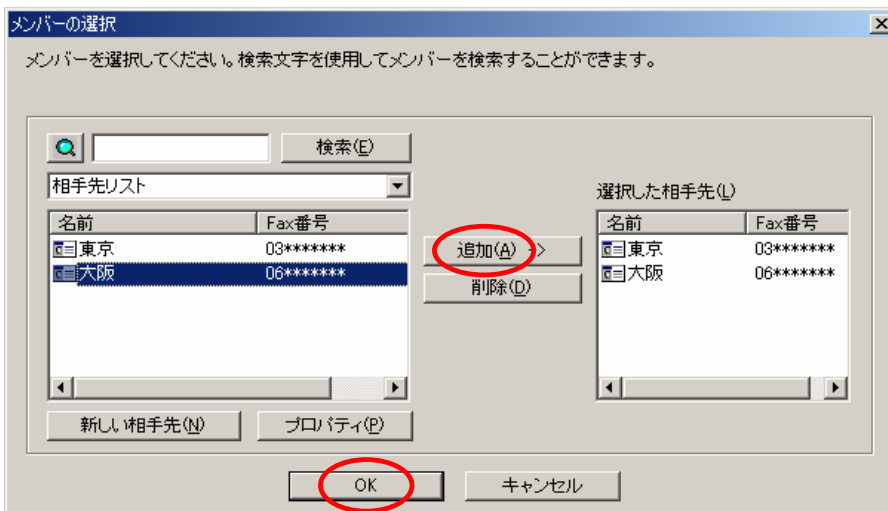 メンバーの選択
メンバーを選択してください。検索文字を使用してメンバーを検索することができます。
検索(E)
相手先リスト
選択した相手先(L)
名前 Fax番号
東京 03*******
大阪 06*******
追加(A) >>
削除(D)
名前 Fax番号
東京 03*******
大阪 06*******
新しい相手先(N) プロパティ(P)
OK キャンセル